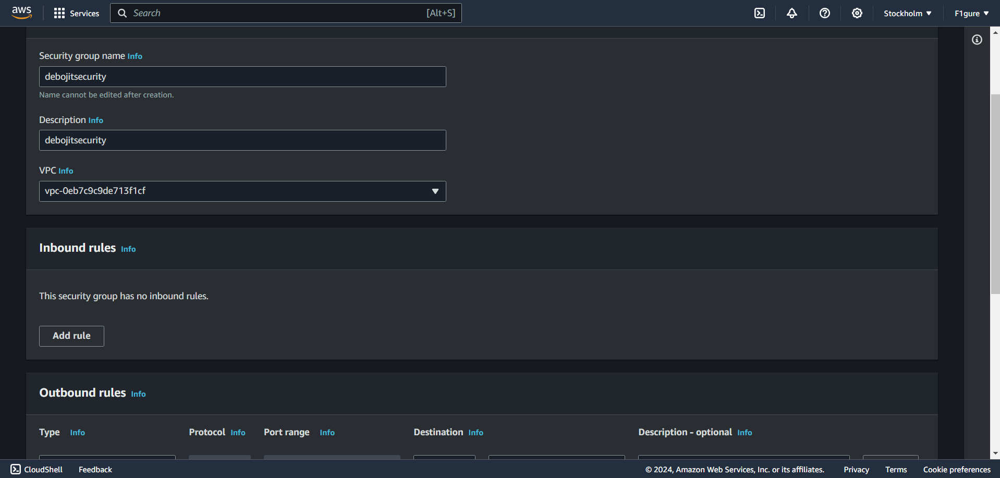 aws Services Search [Alt+S] Stockholm F1gure
Security group name Info
debojitsecurity
Name cannot be edited after creation.
Description Info
debojitsecurity
VPC Info
vpc-0eb7c9c9de713f1cf
Inbound rules Info
This security group has no inbound rules.
Add rule
Outbound rules Info
Type Info Protocol Info Port range Info Destination Info Description - optional Info
CloudShell Feedback © 2024, Amazon Web Services, Inc. or its affiliates. Privacy Terms Cookie preferences